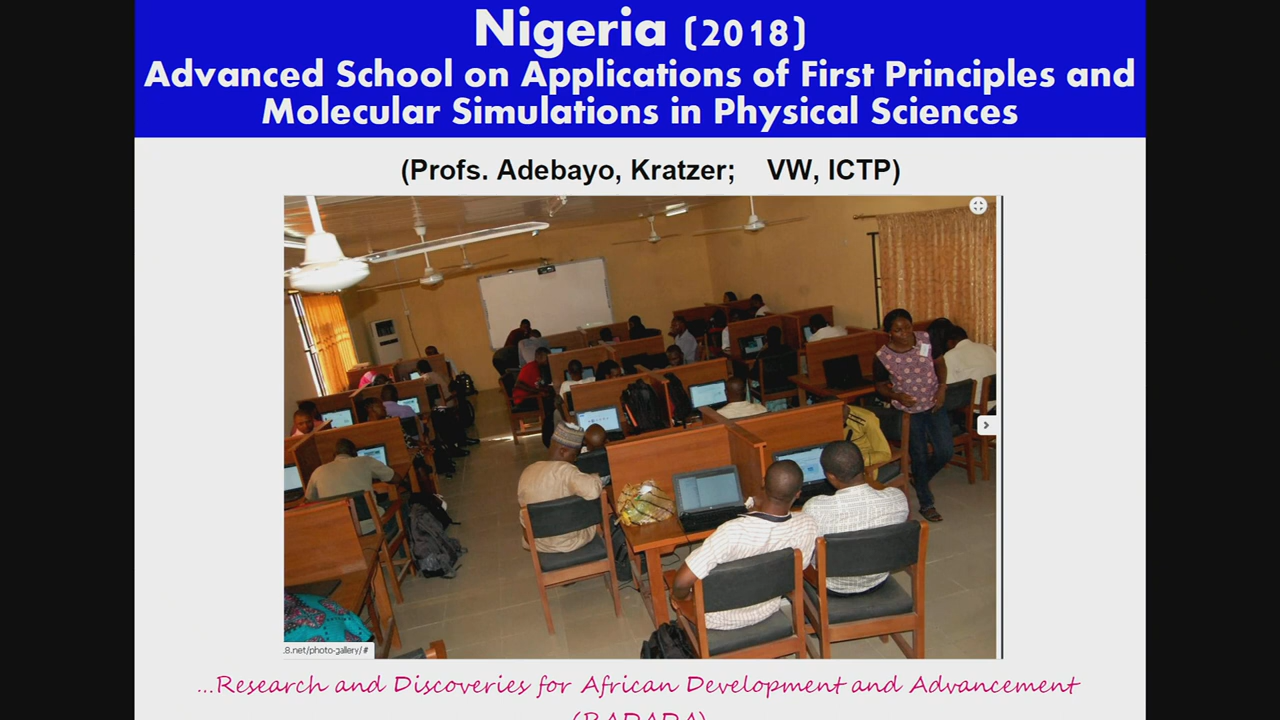 Nigeria (2018)
Advanced School on Applications of First Principles and
Molecular Simulations in Physical Sciences
(Profs. Adebayo, Kratzer; VW, ICTP)
.8.net/photo-gallery/#
...Research and Discoveries for African Development and Advancement